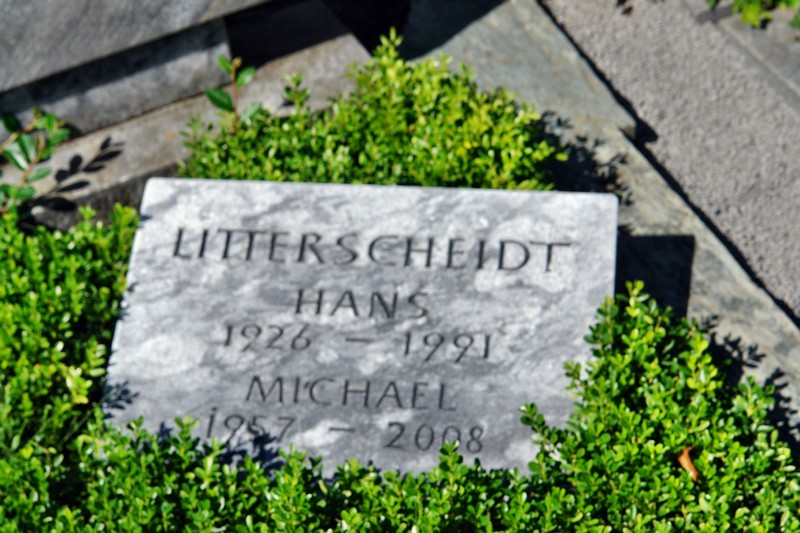 LITTERSCHEIDT
HANS
1926 – 1991
MICHAEL
1957 – 2008